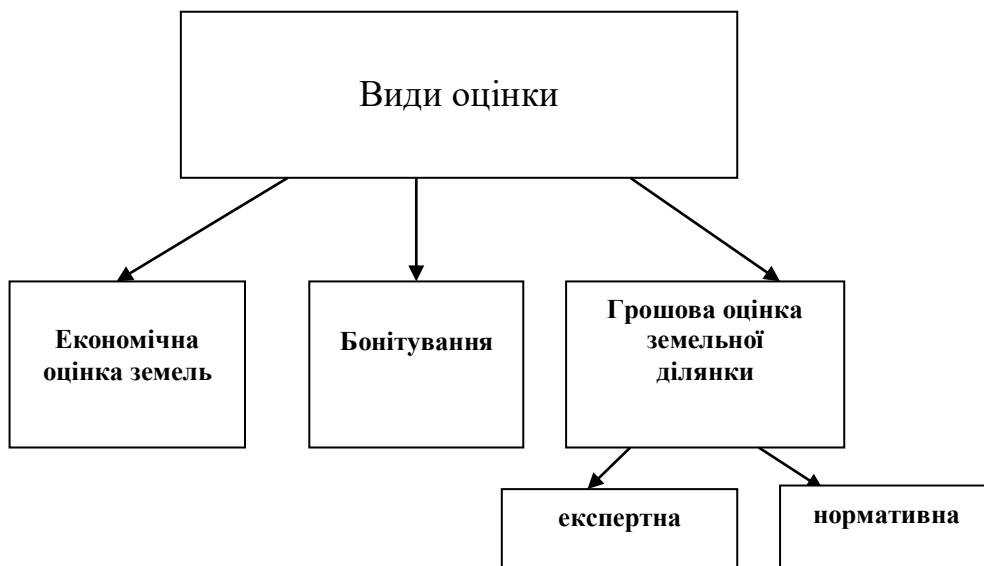 Види оцінки
Економічна
оцінка земель
Бонітування
Грошова оцінка
земельної
ділянки
експертна
нормативна